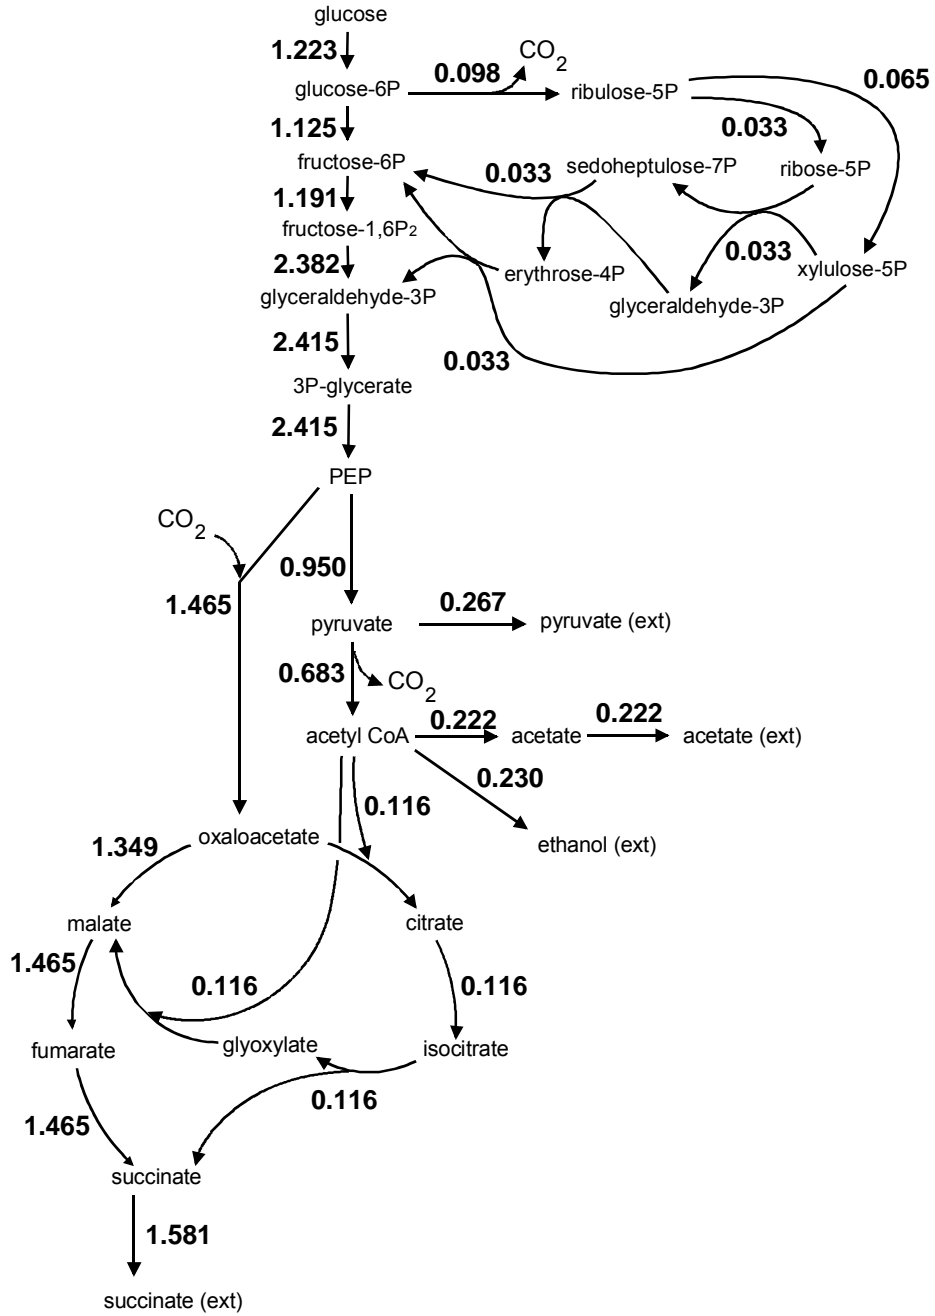 glucose
1.223
CO2
0.098
0.065
glucose-6P
ribulose-5P
1.125
0.033
fructose-6P
0.033
sedoheptulose-7P
ribose-5P
1.191
fructose-1,6P2
0.033
2.382
erythrose-4P
xylulose-5P
glyceraldehyde-3P
glyceraldehyde-3P
2.415
0.033
3P-glycerate
2.415
PEP
CO2
0.950
1.465
0.267
pyruvate
pyruvate (ext)
0.683
CO2
0.222
0.222
acetyl CoA
acetate
acetate (ext)
0.230
0.116
oxaloacetate
ethanol (ext)
1.349
malate
citrate
1.465
0.116
0.116
fumarate
glyoxylate
isocitrate
0.116
1.465
succinate
1.581
succinate (ext)